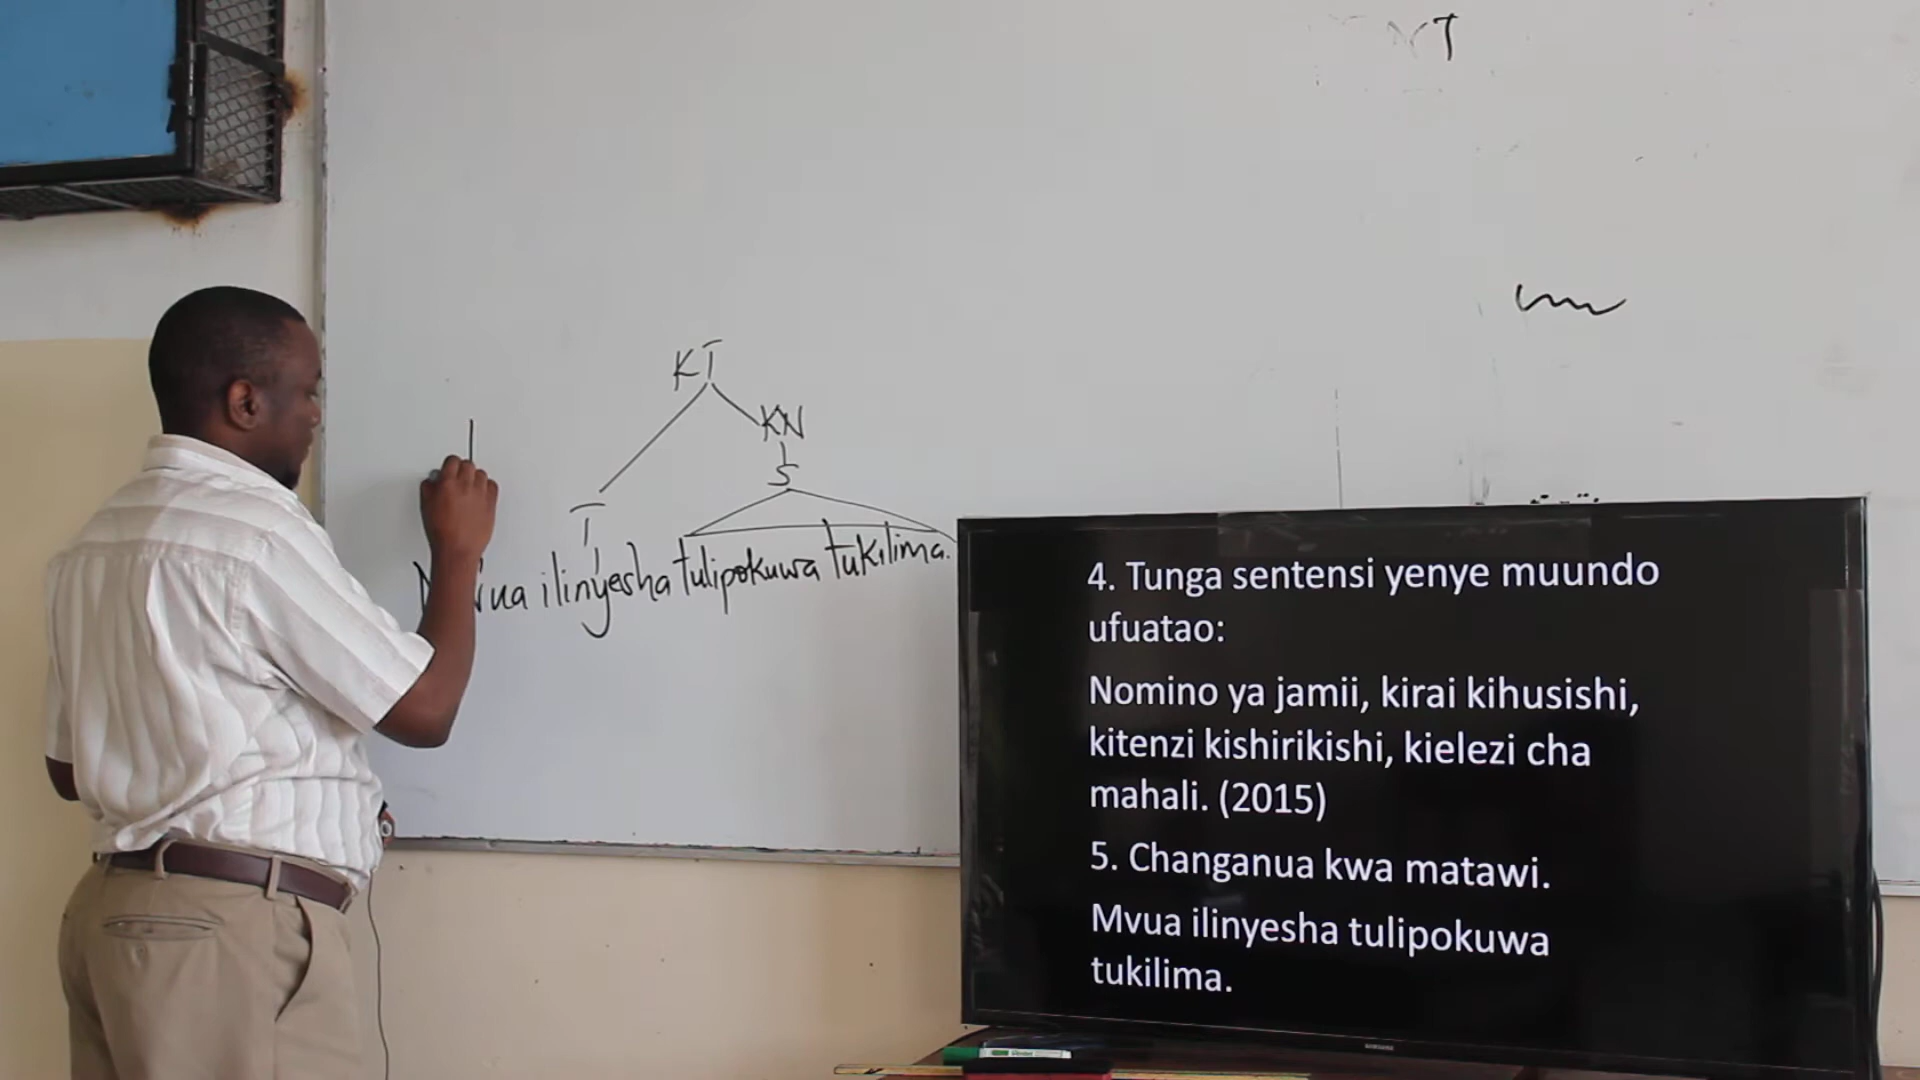 KT
KN
S
T
Mvua ilinyesha tulipokuwa tukilima.
4. Tunga sentensi yenye muundo
ufuatao:
Nomino ya jamii, kirai kihusishi,
kitenzi kishirikishi, kielezi cha
mahali. (2015)
5. Changanua kwa matawi.
Mvua ilinyesha tulipokuwa
tukilima.